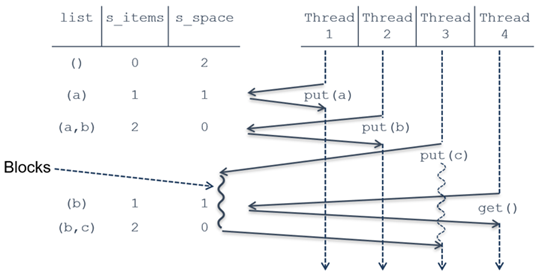 list s_items s_space Thread 1 Thread 2 Thread 3 Thread 4
() 0 2
(a) 1 1 put(a)
(a,b) 2 0 put(b)
put(c)
Blocks
(b) 1 1 get()
(b,c) 2 0